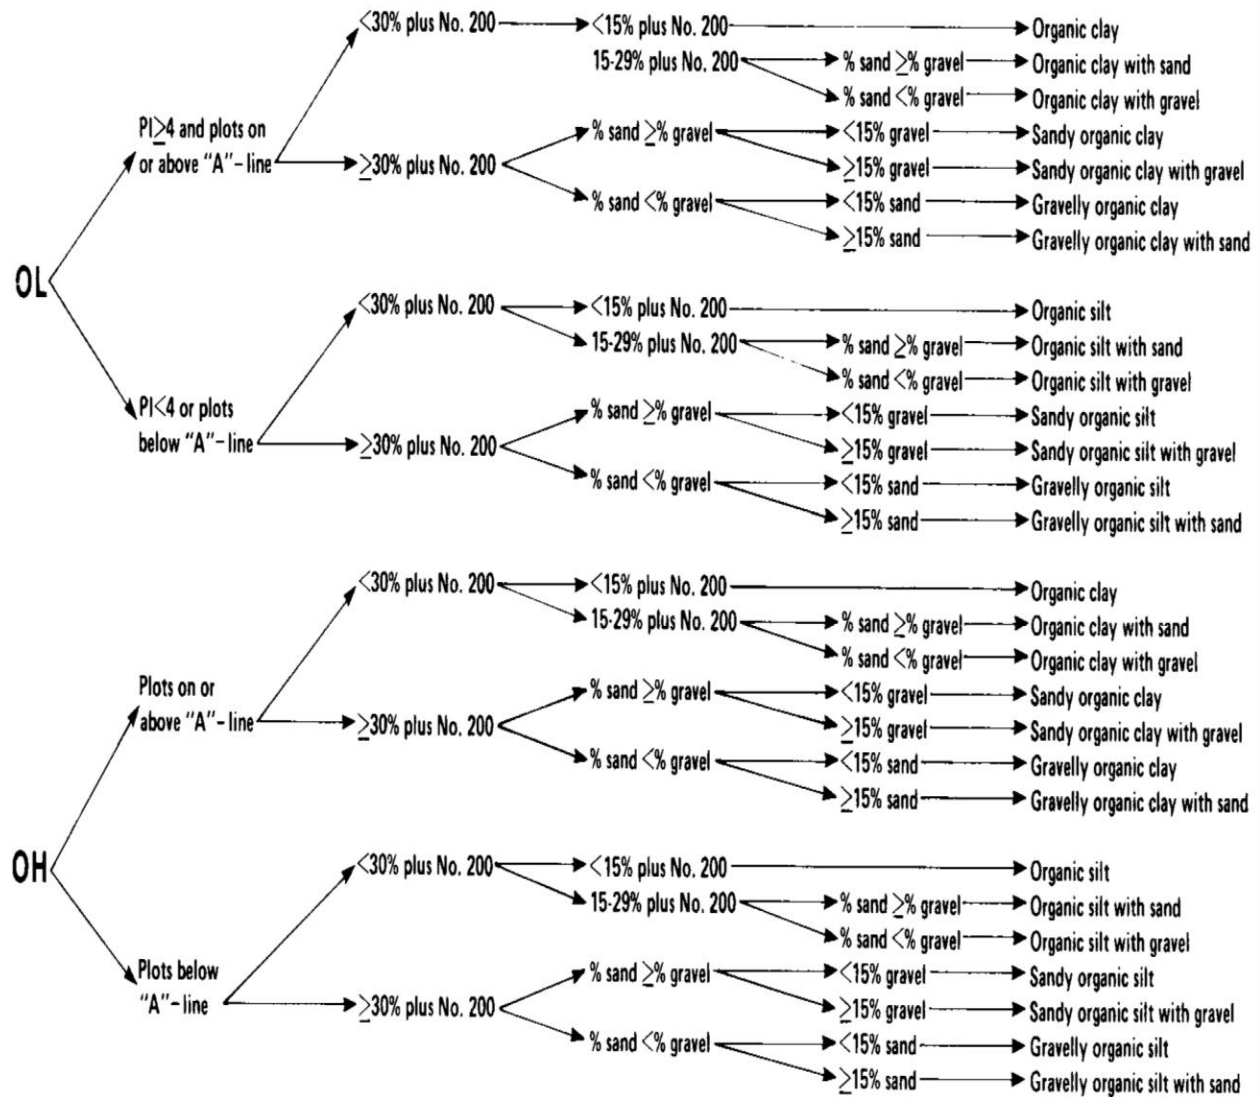 <30% plus No. 200 <15% plus No. 200 Organic clay
15-29% plus No. 200 % sand ≥% gravel Organic clay with sand
% sand <% gravel Organic clay with gravel
PI≥4 and plots on
or above "A"-line
% sand ≥% gravel <15% gravel Sandy organic clay
≥30% plus No. 200 ≥15% gravel Sandy organic clay with gravel
% sand <% gravel <15% sand Gravelly organic clay
≥15% sand Gravelly organic clay with sand
OL
<30% plus No. 200 <15% plus No. 200 Organic silt
15-29% plus No. 200 % sand ≥% gravel Organic silt with sand
% sand <% gravel Organic silt with gravel
PI<4 or plots
below "A"-line
% sand ≥% gravel <15% gravel Sandy organic silt
≥30% plus No. 200 ≥15% gravel Sandy organic silt with gravel
% sand <% gravel <15% sand Gravelly organic silt
≥15% sand Gravelly organic silt with sand
<30% plus No. 200 <15% plus No. 200 Organic clay
15-29% plus No. 200 % sand ≥% gravel Organic clay with sand
% sand <% gravel Organic clay with gravel
Plots on or
above "A"-line
% sand ≥% gravel <15% gravel Sandy organic clay
≥30% plus No. 200 ≥15% gravel Sandy organic clay with gravel
% sand <% gravel <15% sand Gravelly organic clay
≥15% sand Gravelly organic clay with sand
OH
<30% plus No. 200 <15% plus No. 200 Organic silt
15-29% plus No. 200 % sand ≥% gravel Organic silt with sand
% sand <% gravel Organic silt with gravel
Plots below
"A"-line
% sand ≥% gravel <15% gravel Sandy organic silt
≥30% plus No. 200 ≥15% gravel Sandy organic silt with gravel
% sand <% gravel <15% sand Gravelly organic silt
≥15% sand Gravelly organic silt with sand